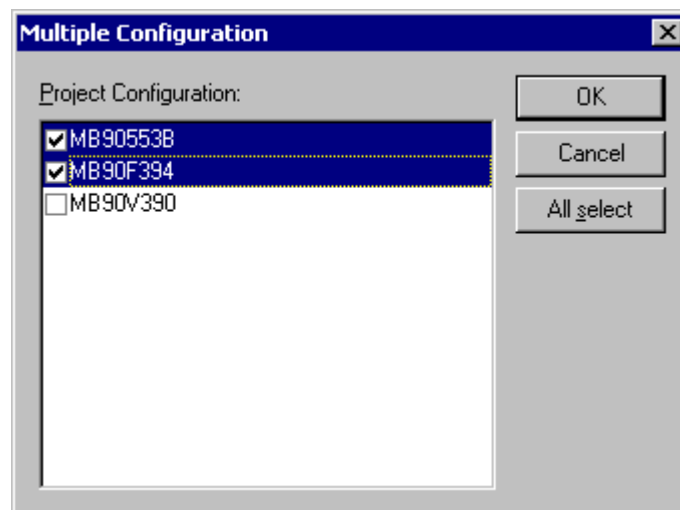 Multiple Configuration
Project Configuration:
MB90553B
MB90F394
MB90V390
OK
Cancel
All select